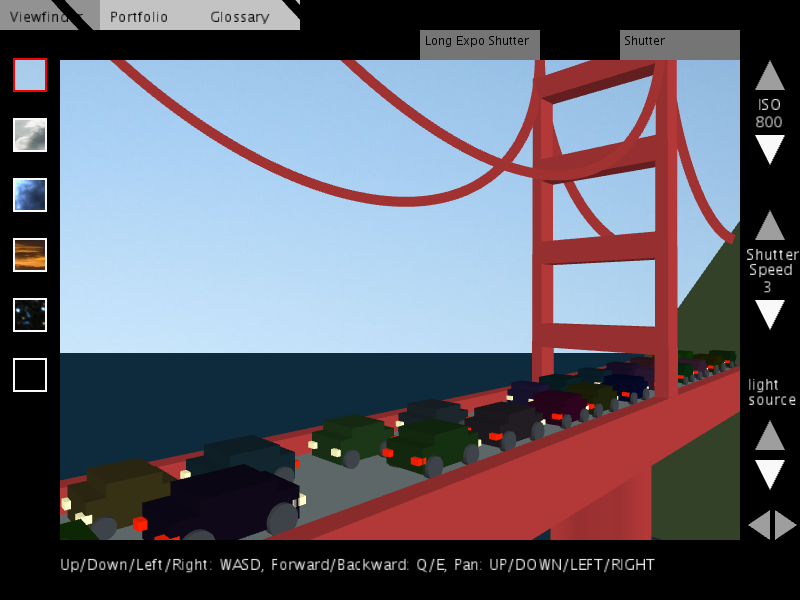 Viewfinder Portfolio Glossary
Long Expo Shutter Shutter
ISO
800
Shutter
Speed
3
light
source
Up/Down/Left/Right: WASD, Forward/Backward: Q/E, Pan: UP/DOWN/LEFT/RIGHT